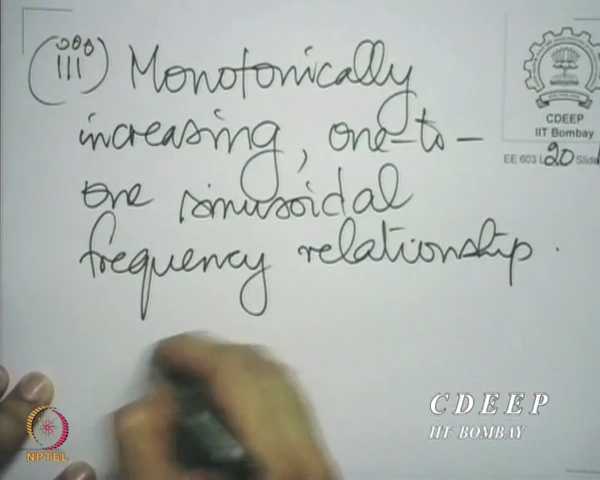 (iii) Monotonically
increasing, one-to-
one sinusoidal
frequency relationship.
CDEEP
IIT Bombay
EE 603 L 20 Slide
CDEEP
IIT BOMBAY
NPTEL